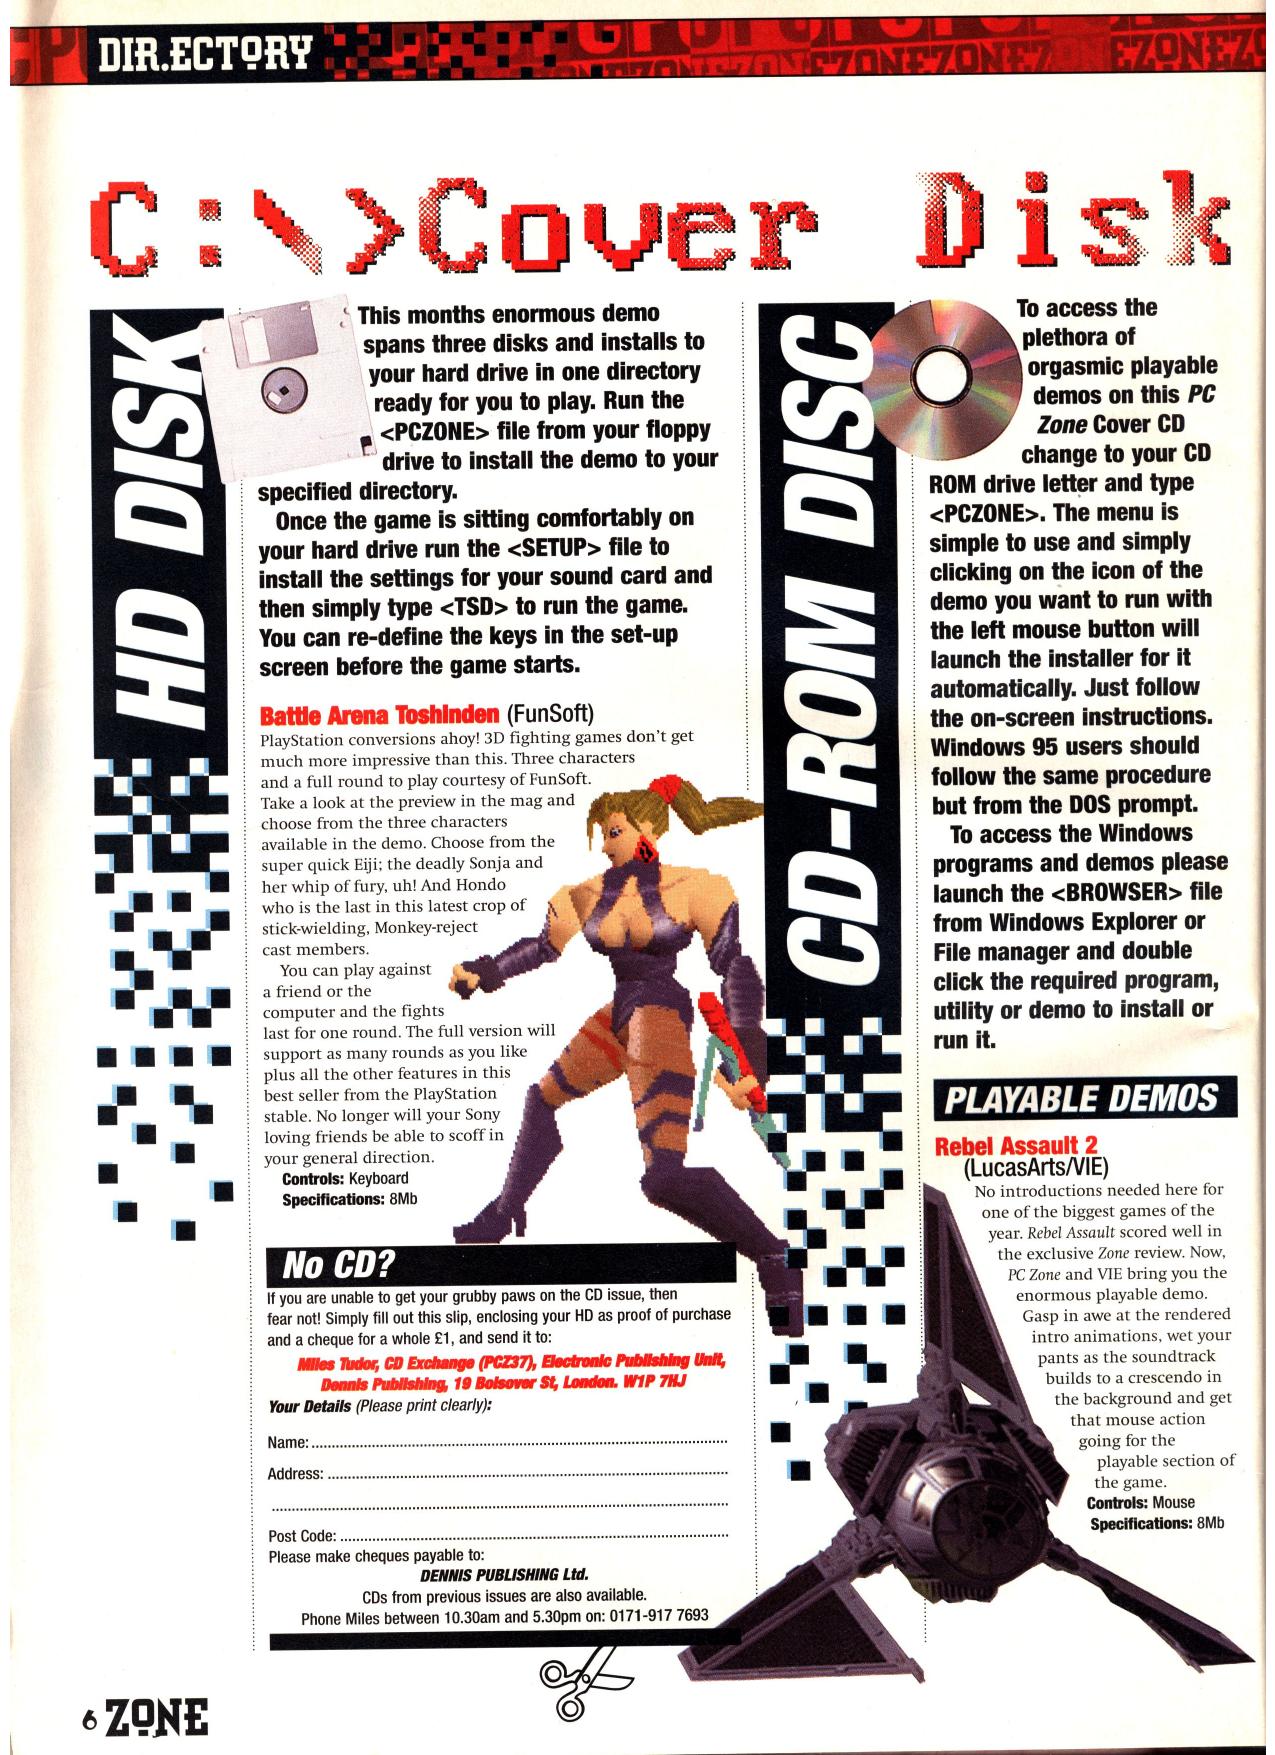 DIR.ECTORY
C:\>Cover Disk
HD DISK
This months enormous demo
spans three disks and installs to
your hard drive in one directory
ready for you to play. Run the
<PCZONE> file from your floppy
drive to install the demo to your
specified directory.
Once the game is sitting comfortably on
your hard drive run the <SETUP> file to
install the settings for your sound card and
then simply type <TSD> to run the game.
You can re-define the keys in the set-up
screen before the game starts.
Battle Arena Toshinden (FunSoft)
PlayStation conversions ahoy! 3D fighting games don't get
much more impressive than this. Three characters
and a full round to play courtesy of FunSoft.
Take a look at the preview in the mag and
choose from the three characters
available in the demo. Choose from the
super quick Eiji; the deadly Sonja and
her whip of fury, uh! And Hondo
who is the last in this latest crop of
stick-wielding, Monkey-reject
cast members.
You can play against
a friend or the
computer and the fights
last for one round. The full version will
support as many rounds as you like
plus all the other features in this
best seller from the PlayStation
stable. No longer will your Sony
loving friends be able to scoff in
your general direction.
Controls: Keyboard
Specifications: 8Mb
No CD?
If you are unable to get your grubby paws on the CD issue, then
fear not! Simply fill out this slip, enclosing your HD as proof of purchase
and a cheque for a whole £1, and send it to:
Miles Tudor, CD Exchange (PCZ37), Electronic Publishing Unit,
Dennis Publishing, 19 Bolsover St, London. W1P 7HJ
Your Details (Please print clearly):
Name:
Address:
Post Code:
Please make cheques payable to:
DENNIS PUBLISHING Ltd.
CDs from previous issues are also available.
Phone Miles between 10.30am and 5.30pm on: 0171-917 7693
CD-ROM DISC
To access the
plethora of
orgasmic playable
demos on this PC
Zone Cover CD
change to your CD
ROM drive letter and type
<PCZONE>. The menu is
simple to use and simply
clicking on the icon of the
demo you want to run with
the left mouse button will
launch the installer for it
automatically. Just follow
the on-screen instructions.
Windows 95 users should
follow the same procedure
but from the DOS prompt.
To access the Windows
programs and demos please
launch the <BROWSER> file
from Windows Explorer or
File manager and double
click the required program,
utility or demo to install or
run it.
PLAYABLE DEMOS
Rebel Assault 2
(LucasArts/VIE)
No introductions needed here for
one of the biggest games of the
year. Rebel Assault scored well in
the exclusive Zone review. Now,
PC Zone and VIE bring you the
enormous playable demo.
Gasp in awe at the rendered
intro animations, wet your
pants as the soundtrack
builds to a crescendo in
the background and get
that mouse action
going for the
playable section of
the game.
Controls: Mouse
Specifications: 8Mb
6 ZONE